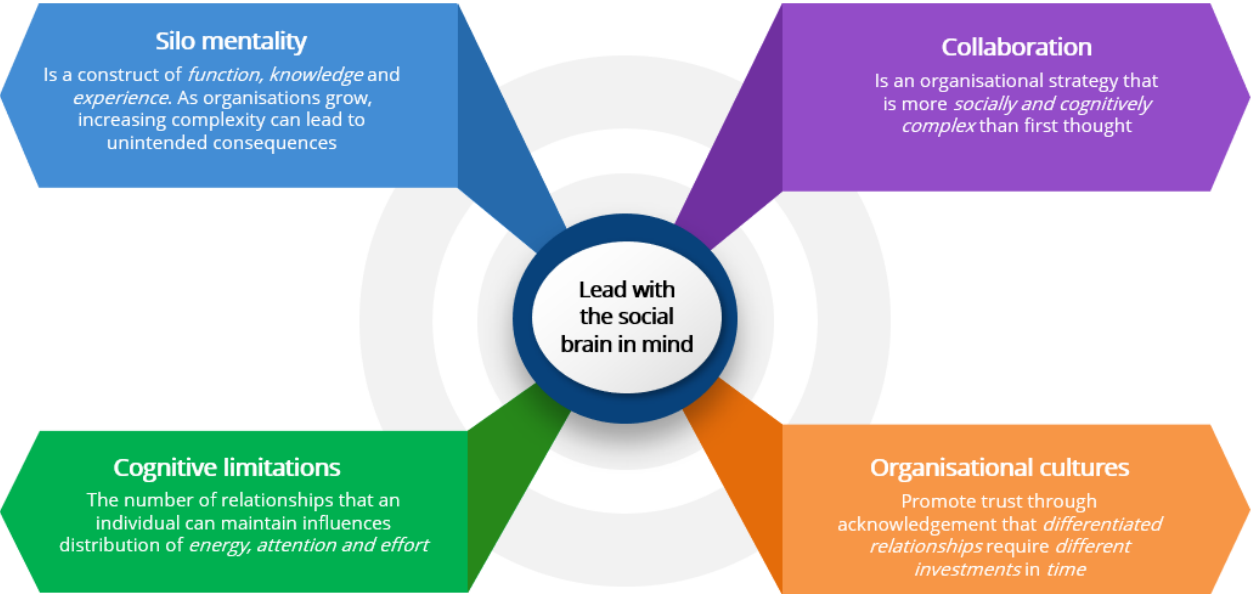 Silo mentality
Is a construct of function, knowledge and
experience. As organisations grow,
increasing complexity can lead to
unintended consequences
Collaboration
Is an organisational strategy that
is more socially and cognitively
complex than first thought
Lead with
the social
brain in mind
Cognitive limitations
The number of relationships that an
individual can maintain influences
distribution of energy, attention and effort
Organisational cultures
Promote trust through
acknowledgement that differentiated
relationships require different
investments in time